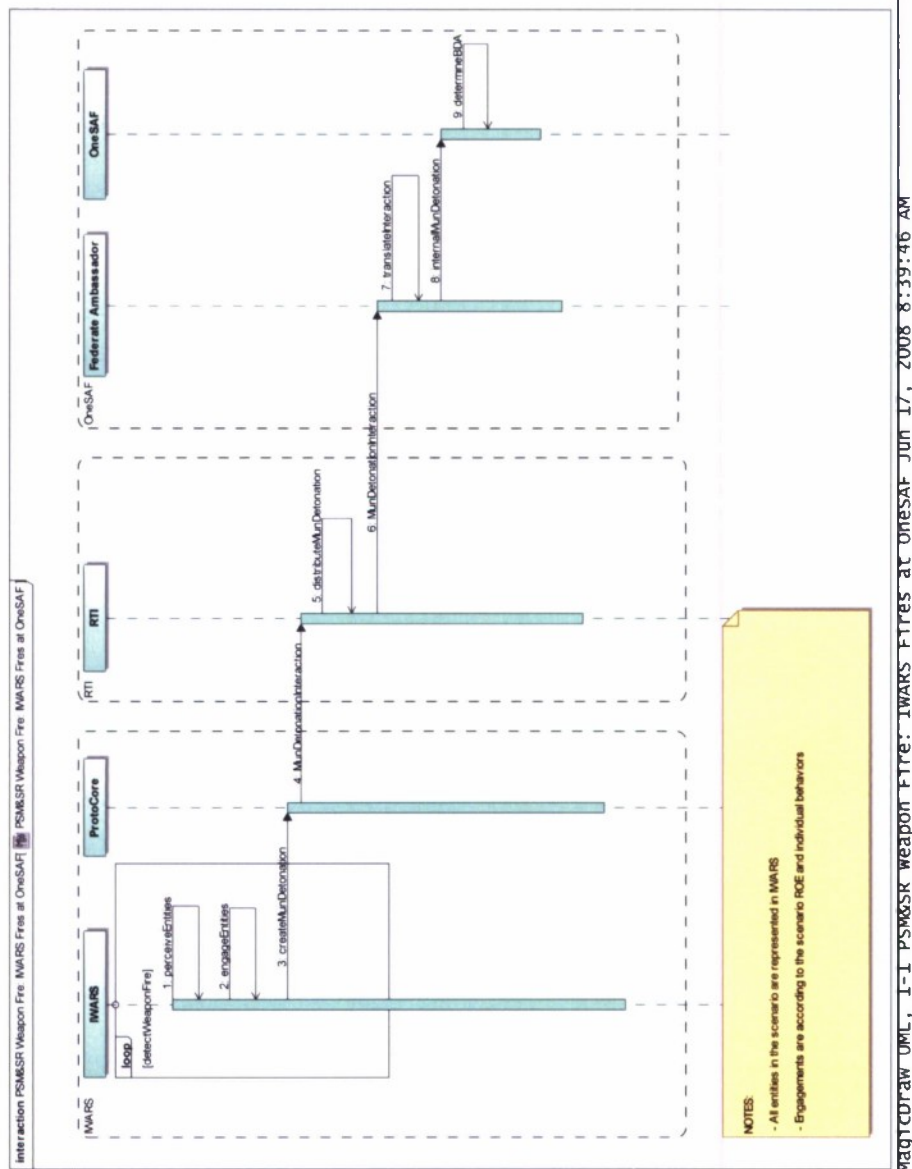 interaction PSM&SR Weapon Fire: IWARS Fires at OneSAF[ PSM&SR Weapon Fire: IWARS Fires at OneSAF]
IWARS
RTI
OneSAF
IWARS
ProtoCore
RTI
Federate Ambassador
OneSAF
loop
[detectWeaponFire]
1: perceiveEntities
2: engageEntities
3: createMunDetonation
4: MunDetonationInteraction
5: distributeMunDetonation
6: MunDetonationInteraction
7: translateInteraction
8: internalMunDetonation
9: determineBDA
NOTES:
- All entities in the scenario are represented in IWARS
- Engagements are according to the scenario ROE and individual behaviors
MagicDraw UML, 1-1 PSM&SR Weapon Fire: IWARS Fires at OneSAF Jun 17, 2008 8:39:46 AM